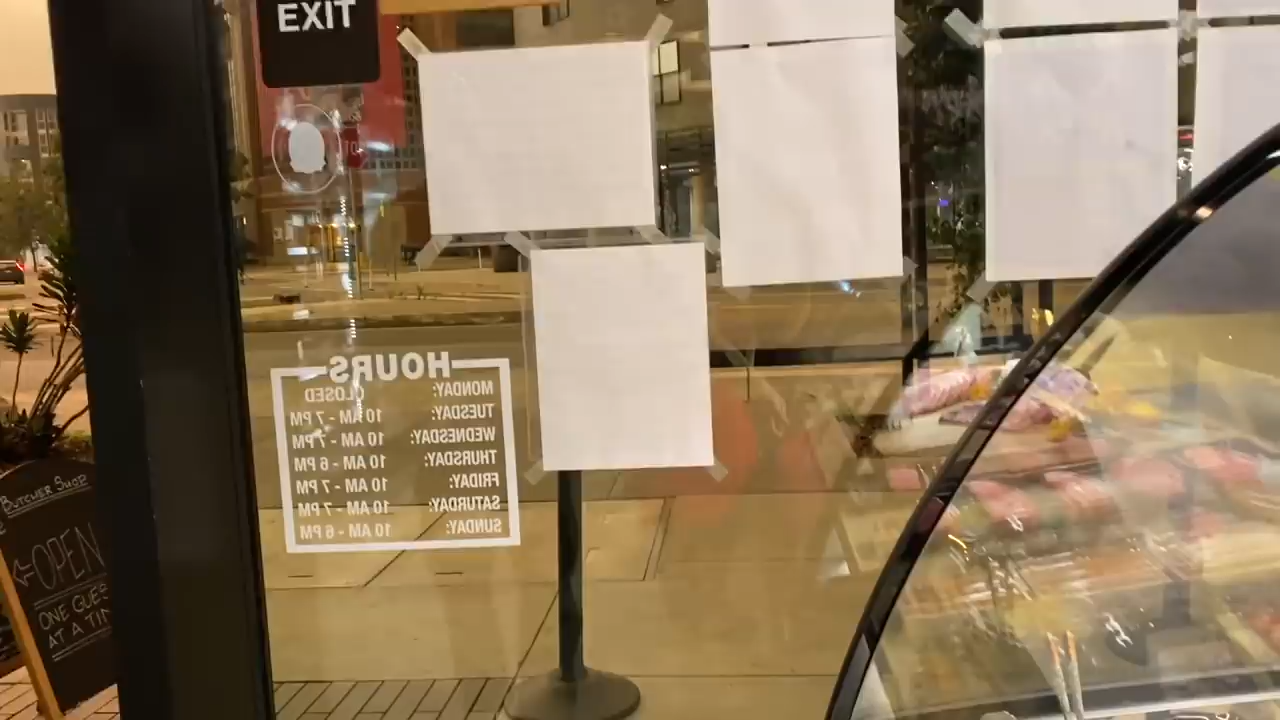 EXIT
HOURS
MONDAY: CLOSED
TUESDAY: 10 AM - 7 PM
WEDNESDAY: 10 AM - 7 PM
THURSDAY: 10 AM - 6 PM
FRIDAY: 10 AM - 7 PM
SATURDAY: 10 AM - 7 PM
SUNDAY: 10 AM - 6 PM
BUTCHER SHOP
OPEN
ONE
AT A